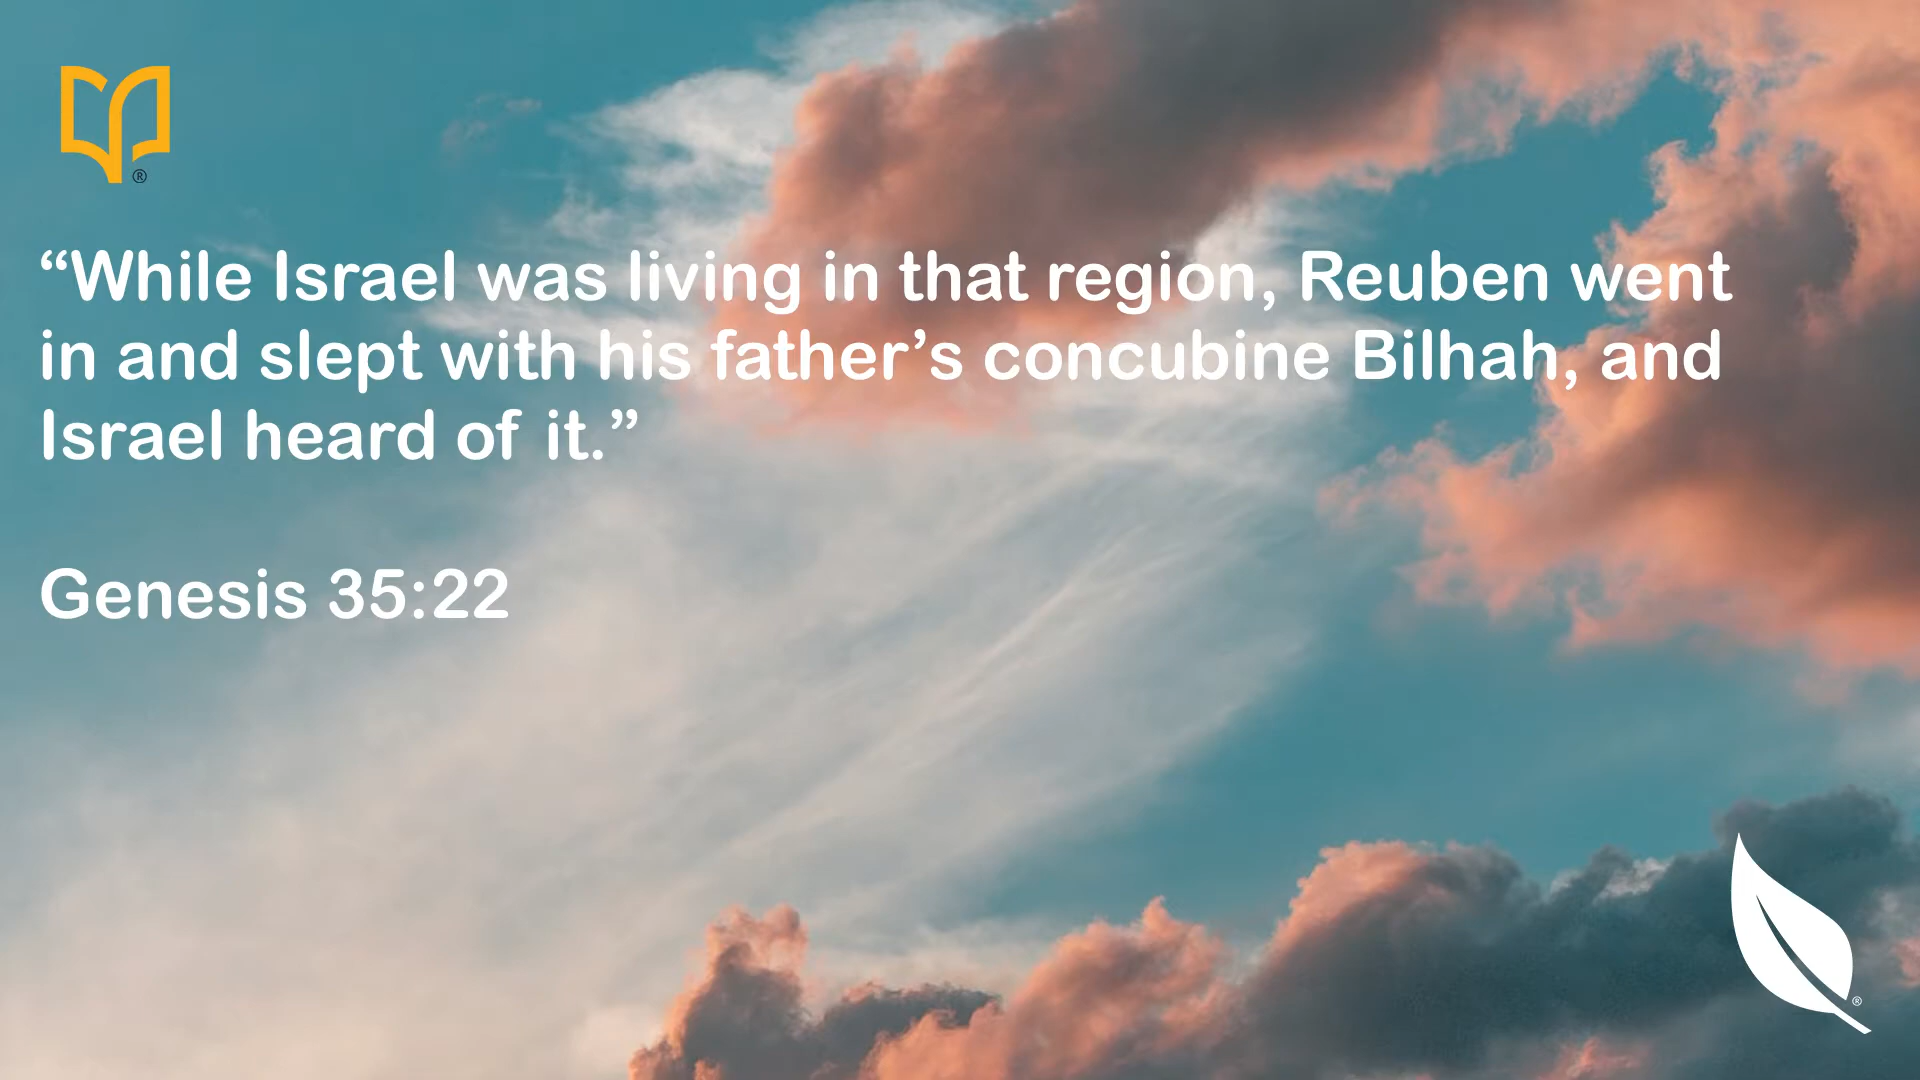 “While Israel was living in that region, Reuben went
in and slept with his father’s concubine Bilhah, and
Israel heard of it.”
Genesis 35:22
®
®